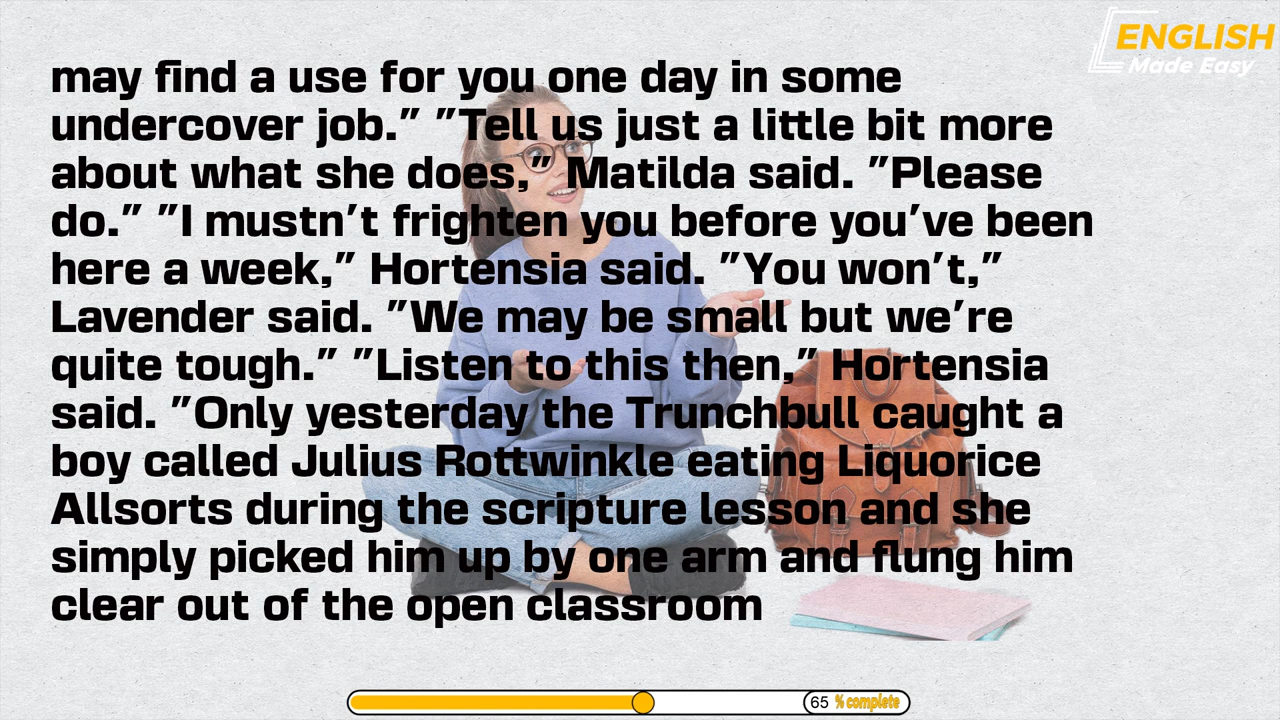 ENGLISH
Made Easy
may find a use for you one day in some
undercover job.” ”Tell us just a little bit more
about what she does,” Matilda said. ”Please
do.” ”I mustn’t frighten you before you’ve been
here a week,” Hortensia said. ”You won’t,”
Lavender said. ”We may be small but we’re
quite tough.” ”Listen to this then,” Hortensia
said. ”Only yesterday the Trunchbull caught a
boy called Julius Rottwinkle eating Liquorice
Allsorts during the scripture lesson and she
simply picked him up by one arm and flung him
clear out of the open classroom
65 % complete